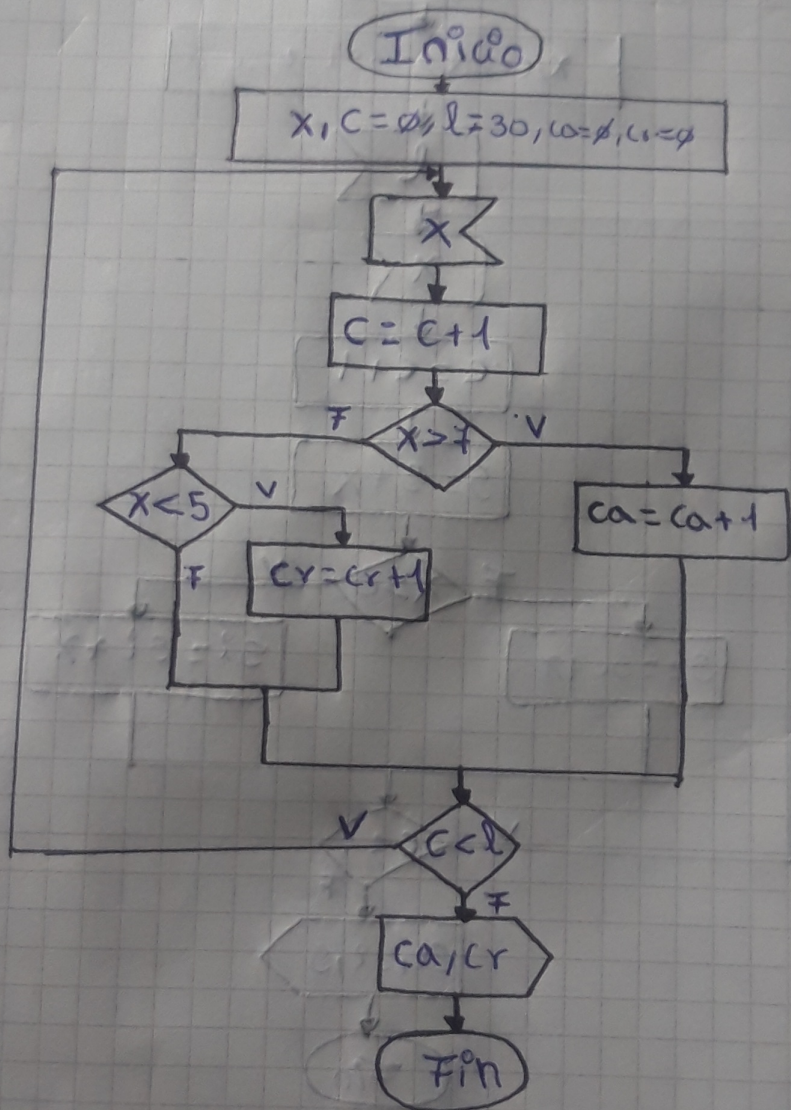 Inicio
X, C=ø, l=30, ca=ø, cr=ø
X
C = C+1
F
X>7
V
X<5
V
ca=ca+1
F
cr=cr+1
V
C<l
F
ca, cr
Fin